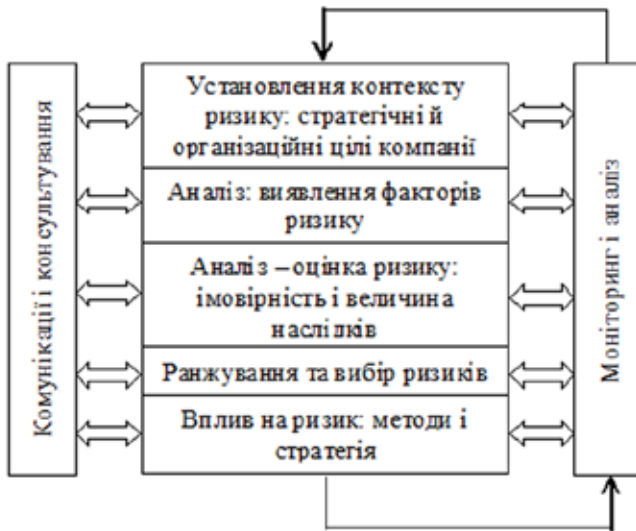 Комунікації і консультування
Установлення контексту
ризику: стратегічні й
організаційні цілі компанії
Аналіз: виявлення факторів
ризику
Аналіз – оцінка ризику:
імовірність і величина
наслідків
Ранжування та вибір ризиків
Вплив на ризик: методи і
стратегія
Моніторинг і аналіз